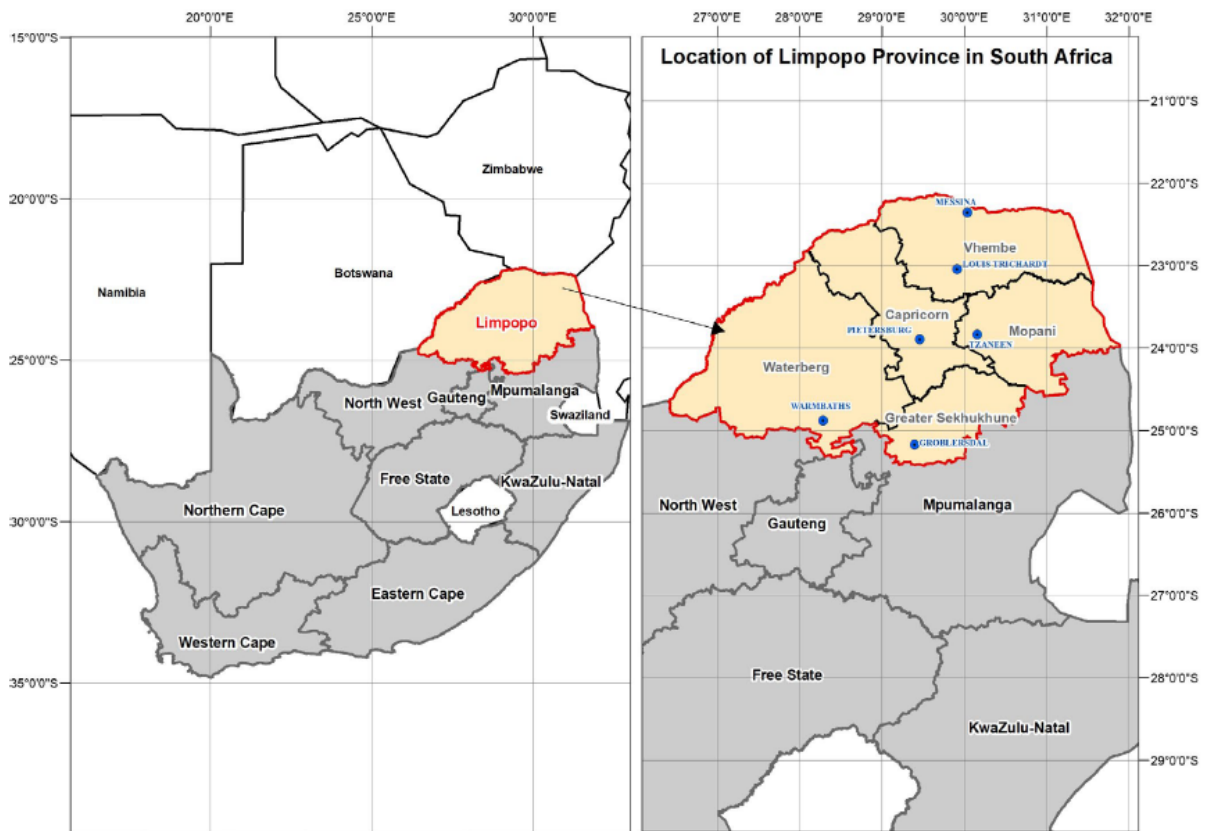 20°0'0"E
25°0'0"E
30°0'0"E
15°0'0"S
20°0'0"S
25°0'0"S
30°0'0"S
35°0'0"S
Zimbabwe
Botswana
Namibia
Limpopo
North West
Gauteng
Mpumalanga
Swaziland
Free State
KwaZulu-Natal
Northern Cape
Lesotho
Eastern Cape
Western Cape
27°0'0"E
28°0'0"E
29°0'0"E
30°0'0"E
31°0'0"E
32°0'0"E
Location of Limpopo Province in South Africa
21°0'0"S
22°0'0"S
23°0'0"S
24°0'0"S
25°0'0"S
26°0'0"S
27°0'0"S
28°0'0"S
29°0'0"S
MESSINA
Vhembe
LOUIS TRICHARDT
Capricorn
PIETERSBURG
Mopani
TZANEEN
Waterberg
WARMBATHS
Greater Sekhukhune
GROBLERSDAL
North West
Gauteng
Mpumalanga
Free State
KwaZulu-Natal